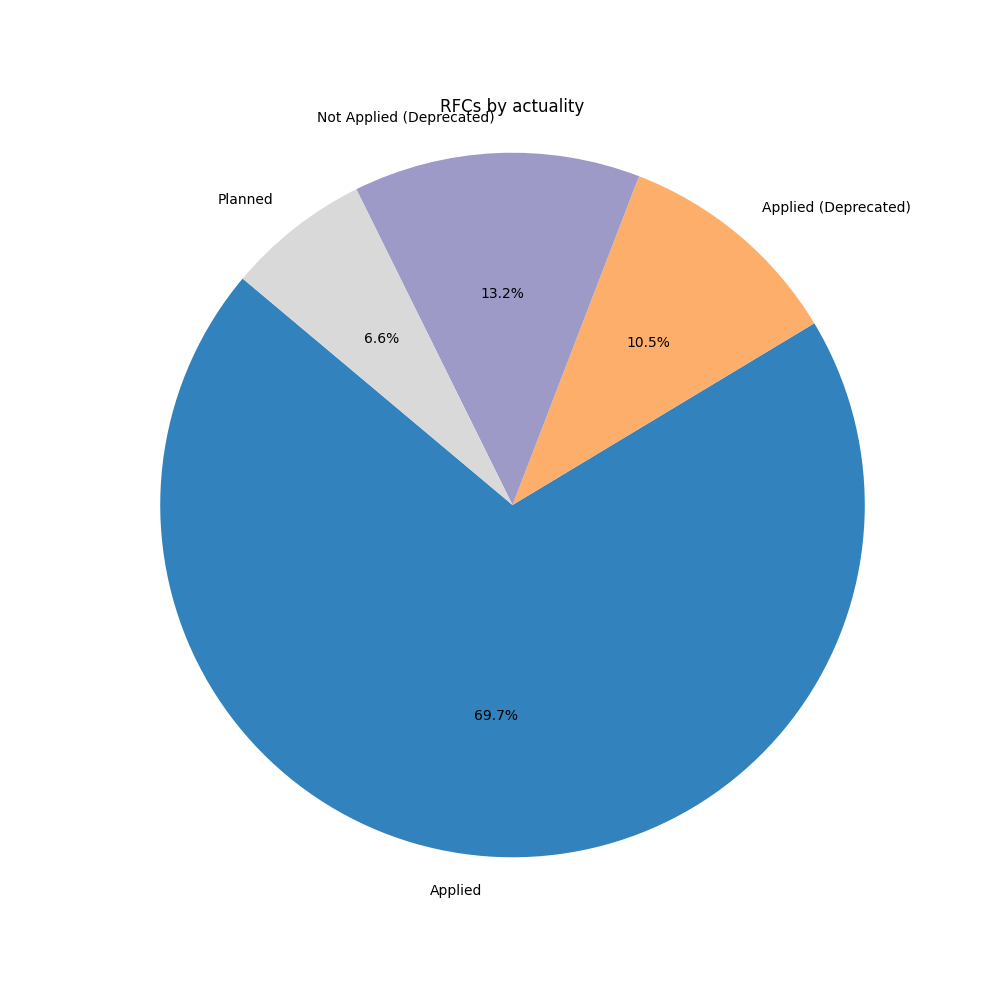 RFCs by actuality
Not Applied (Deprecated)
Planned
Applied (Deprecated)
13.2%
6.6%
10.5%
69.7%
Applied